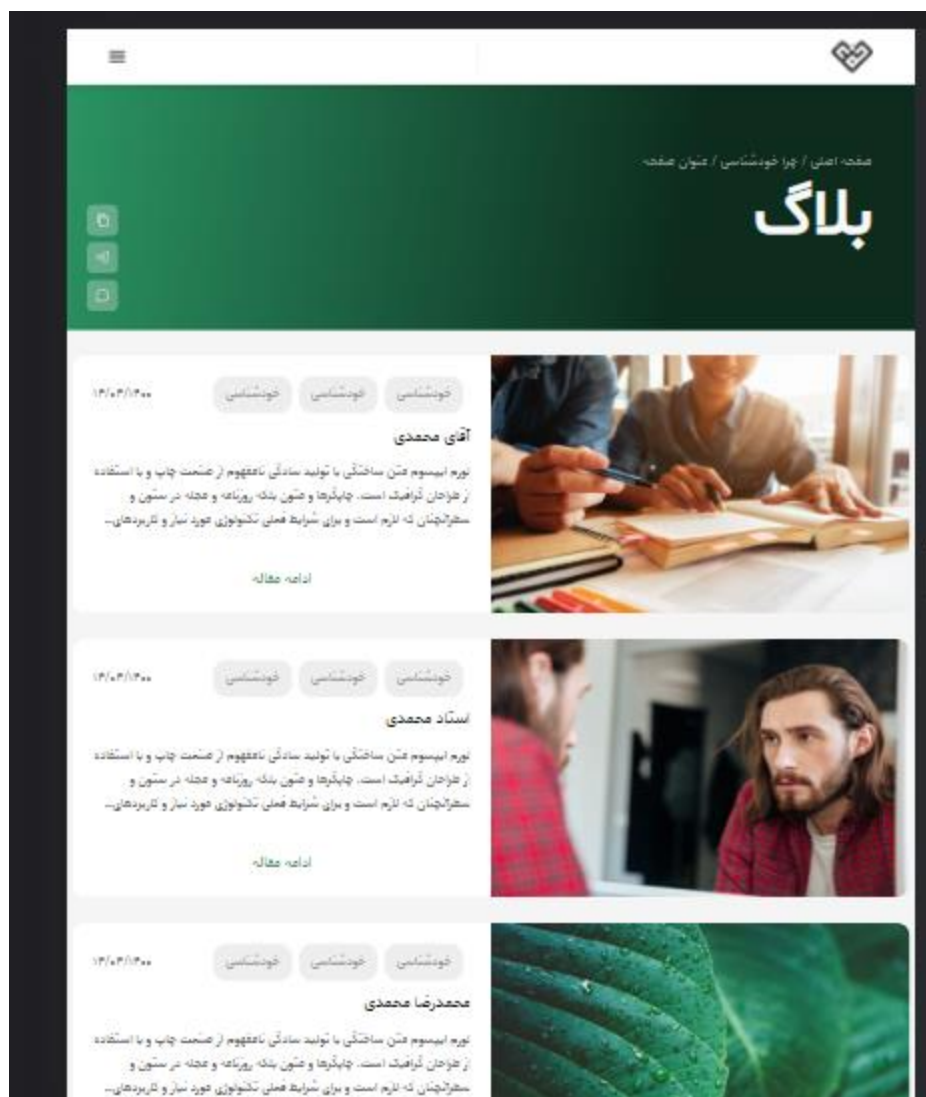 صفحه اصلی / چرا خودشناسی / عنوان صفحه
بلاگ
خودشناسی خودشناسی خودشناسی ۱۴/۰۴/۱۴۰۰
آقای محمدی
لورم ایپسوم متن ساختگی با تولید سادگی نامفهوم از صنعت چاپ و با استفاده
از طراحان گرافیک است. چاپگرها و متون بلکه روزنامه و مجله در ستون و
سطرآنچنان که لازم است و برای شرایط فعلی تکنولوژی مورد نیاز و کاربردهای...
ادامه مقاله
خودشناسی خودشناسی خودشناسی ۱۴/۰۴/۱۴۰۰
استاد محمدی
لورم ایپسوم متن ساختگی با تولید سادگی نامفهوم از صنعت چاپ و با استفاده
از طراحان گرافیک است. چاپگرها و متون بلکه روزنامه و مجله در ستون و
سطرآنچنان که لازم است و برای شرایط فعلی تکنولوژی مورد نیاز و کاربردهای...
ادامه مقاله
خودشناسی خودشناسی خودشناسی ۱۴/۰۴/۱۴۰۰
محمدرضا محمدی
لورم ایپسوم متن ساختگی با تولید سادگی نامفهوم از صنعت چاپ و با استفاده
از طراحان گرافیک است. چاپگرها و متون بلکه روزنامه و مجله در ستون و
سطرآنچنان که لازم است و برای شرایط فعلی تکنولوژی مورد نیاز و کاربردهای...